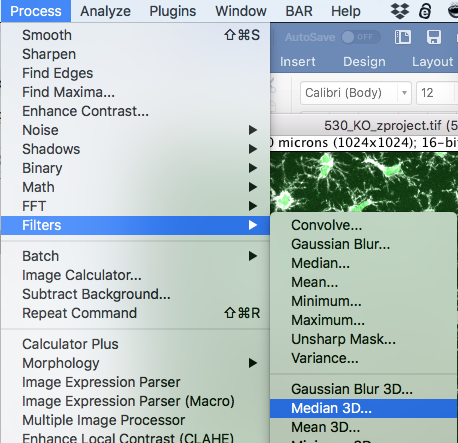 Process Analyze Plugins Window BAR Help
Smooth ⇧⌘S
Sharpen
Find Edges
Find Maxima...
Enhance Contrast...
Noise
Shadows
Binary
Math
FFT
Filters
Batch
Image Calculator...
Subtract Background...
Repeat Command ⇧⌘R
Calculator Plus
Morphology
Image Expression Parser
Image Expression Parser (Macro)
Multiple Image Processor
Enhance Local Contrast (CLAHE)
AutoSave OFF
Insert Design Layout
Calibri (Body) 12
530_KO_zproject.tif (5
0 microns (1024x1024); 16-bi
Convolve...
Gaussian Blur...
Median...
Mean...
Minimum...
Maximum...
Unsharp Mask...
Variance...
Gaussian Blur 3D...
Median 3D...
Mean 3D...